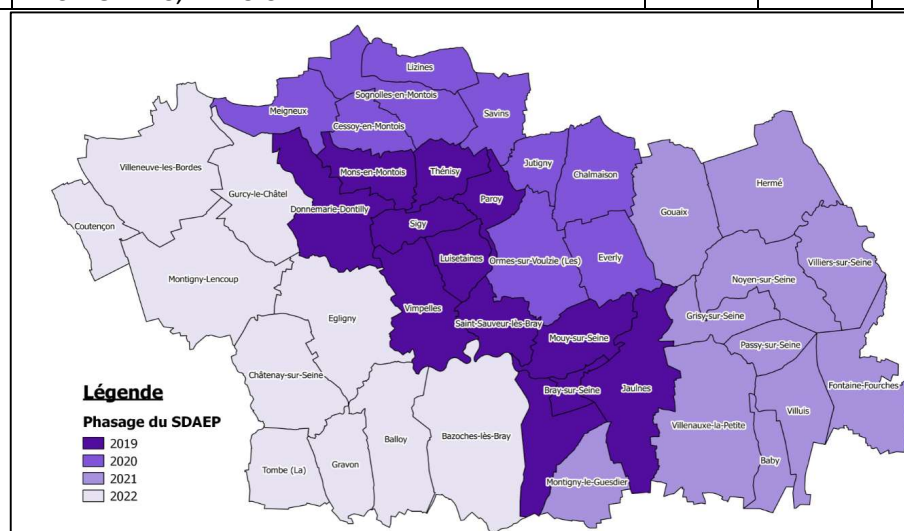 Lizines
Sognolles-en-Montois
Meigneux
Cessoy-en-Montois
Savins
Villeneuve-les-Bordes
Mons-en-Montois
Thénisy
Jutigny
Chalmaison
Hermé
Gurcy-le-Châtel
Paroy
Donnemarie-Dontilly
Gouaix
Coutençon
Sigy
Luisetaines
Ormes-sur-Voulzie (Les)
Everly
Villiers-sur-Seine
Montigny-Lencoup
Noyen-sur-Seine
Vimpelles
Egligny
Saint-Sauveur-lès-Bray
Grisy-sur-Seine
Mouy-sur-Seine
Passy-sur-Seine
Châtenay-sur-Seine
Bray-sur-Seine
Jaulnes
Fontaine-Fourches
Villuis
Villenauxe-la-Petite
Bazoches-lès-Bray
Balloy
Gravon
Tombe (La)
Baby
Montigny-le-Guesdier
Légende
Phasage du SDAEP
2019
2020
2021
2022